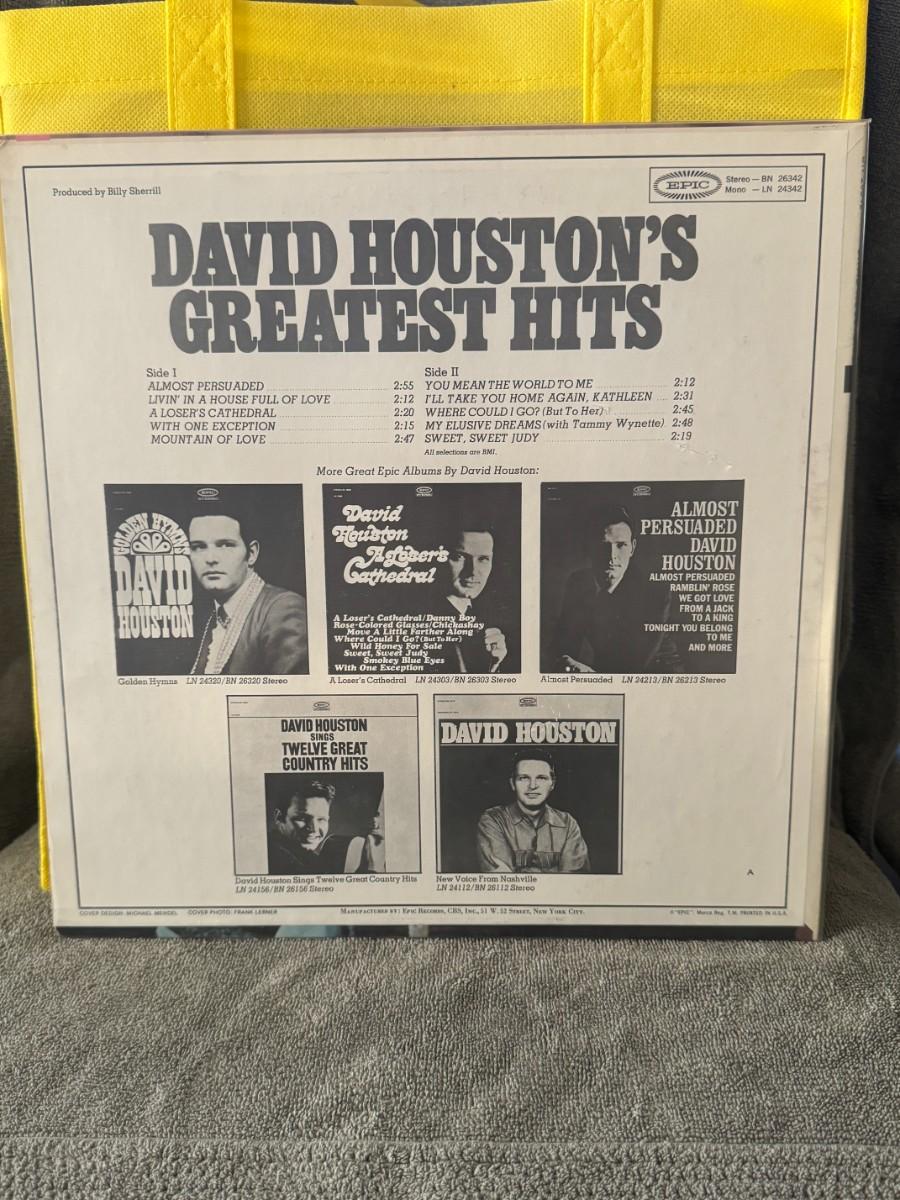 Produced by Billy Sherrill
EPIC
Stereo — BN 26342
Mono — LN 24342
DAVID HOUSTON'S
GREATEST HITS
Side I
ALMOST PERSUADED 2:55
LIVIN' IN A HOUSE FULL OF LOVE 2:12
A LOSER'S CATHEDRAL 2:20
WITH ONE EXCEPTION 2:15
MOUNTAIN OF LOVE 2:47
Side II
YOU MEAN THE WORLD TO ME 2:12
I'LL TAKE YOU HOME AGAIN, KATHLEEN 2:31
WHERE COULD I GO? (But To Her) 2:45
MY ELUSIVE DREAMS (with Tammy Wynette) 2:48
SWEET, SWEET JUDY 2:19
All selections are BMI.
More Great Epic Albums By David Houston:
GOLDEN HYMNS
DAVID
HOUSTON
Golden Hymns LN 24320/BN 26320 Stereo
David
Houston
A Loser's
Cathedral
A Loser's Cathedral/Danny Boy
Rose-Colored Glasses/Chickashay
Move A Little Farther Along
Where Could I Go? (But To Her)
Wild Honey For Sale
Sweet, Sweet Judy
Smokey Blue Eyes
With One Exception
A Loser's Cathedral LN 24303/BN 26303 Stereo
ALMOST
PERSUADED
DAVID
HOUSTON
ALMOST PERSUADED
RAMBLIN' ROSE
WE GOT LOVE
FROM A JACK
TO A KING
TONIGHT YOU BELONG
TO ME
AND MORE
Almost Persuaded LN 24213/BN 26213 Stereo
DAVID HOUSTON
SINGS
TWELVE GREAT
COUNTRY HITS
David Houston Sings Twelve Great Country Hits
LN 24156/BN 26156 Stereo
DAVID HOUSTON
New Voice From Nashville
LN 24112/BN 26112 Stereo
A
COVER DESIGN: MICHAEL MENDEL COVER PHOTO: FRANK LERNER
MANUFACTURED BY: EPIC RECORDS, CBS, INC., 51 W. 52 STREET, NEW YORK CITY.
® "EPIC", Marca Reg. T.M. PRINTED IN U.S.A.